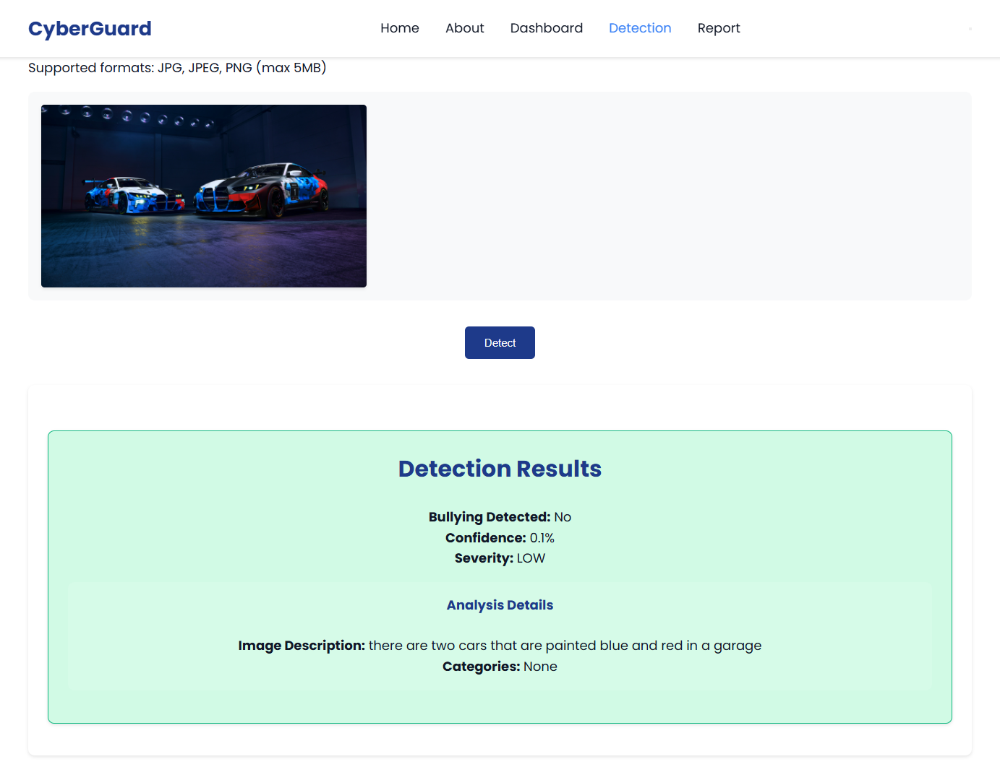 CyberGuard
Home About Dashboard Detection Report
Supported formats: JPG, JPEG, PNG (max 5MB)
Detect
Detection Results
Bullying Detected: No
Confidence: 0.1%
Severity: LOW
Analysis Details
Image Description: there are two cars that are painted blue and red in a garage
Categories: None